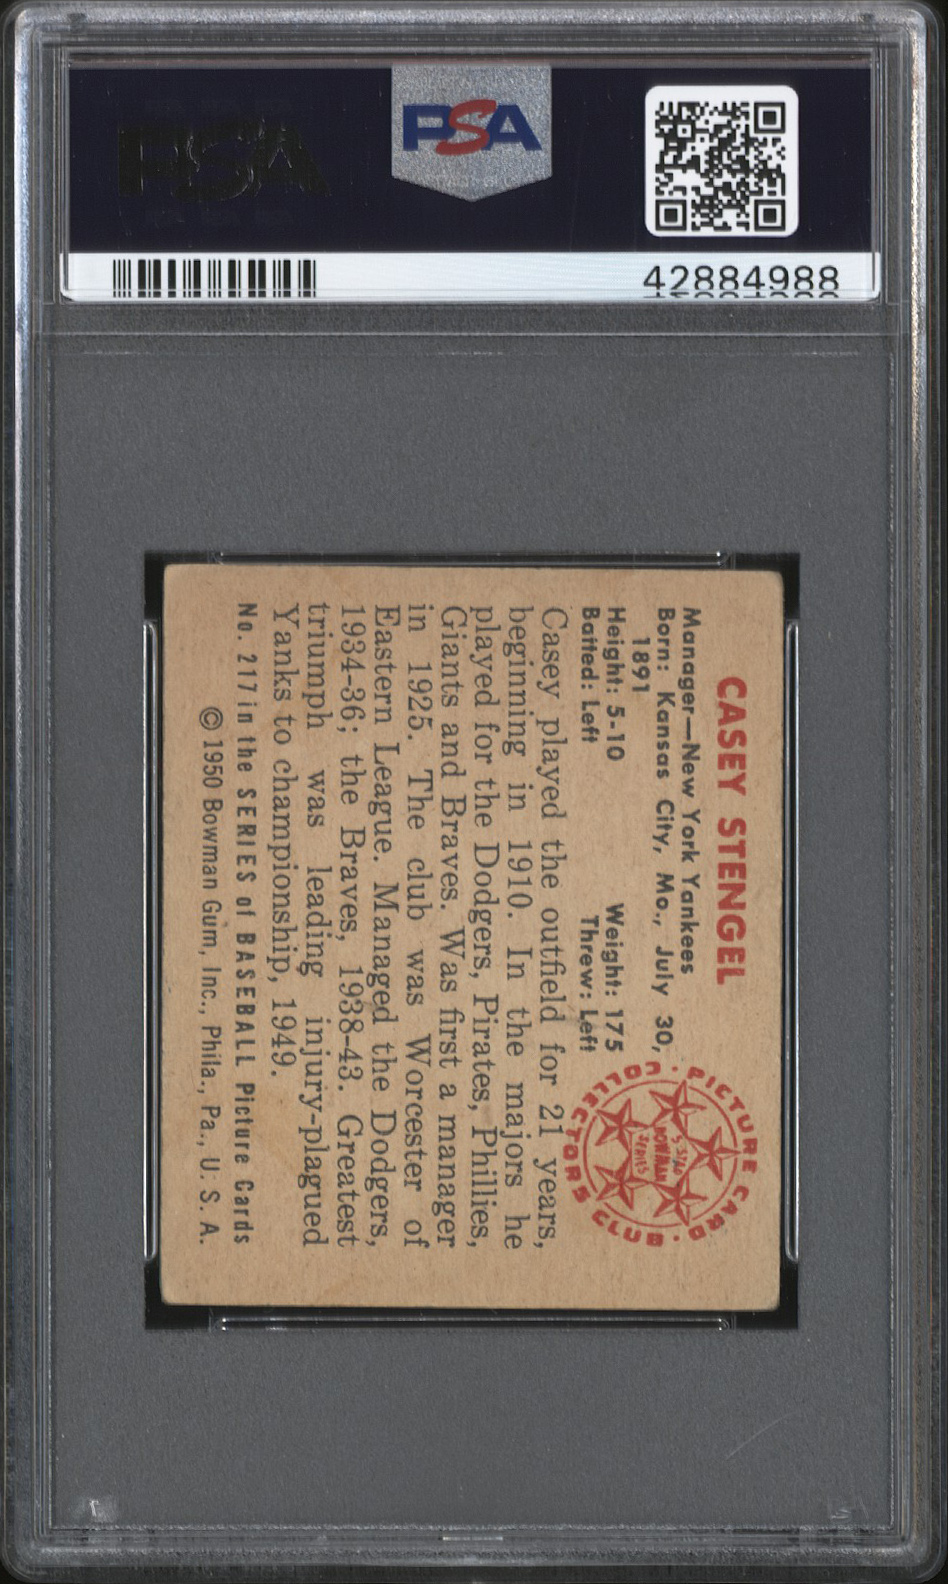 PSA
PSA
42884988
CASEY STENGEL
Manager—New York Yankees
Born: Kansas City, Mo., July 30,
1891
Height: 5-10 Weight: 175
Batted: Left Threw: Left
Casey played the outfield for 21 years,
beginning in 1910. In the majors he
played for the Dodgers, Pirates, Phillies,
Giants and Braves. Was first a manager
in 1925. The club was Worcester of
Eastern League. Managed the Dodgers,
1934-36; the Braves, 1938-43. Greatest
triumph was leading injury-plagued
Yanks to championship, 1949.
No. 217 in the SERIES of BASEBALL Picture Cards
© 1950 Bowman Gum, Inc., Phila., Pa., U. S. A.
PICTURE CARD · COLLECTORS CLUB ·
5 STAR
BOWMAN
SERIES